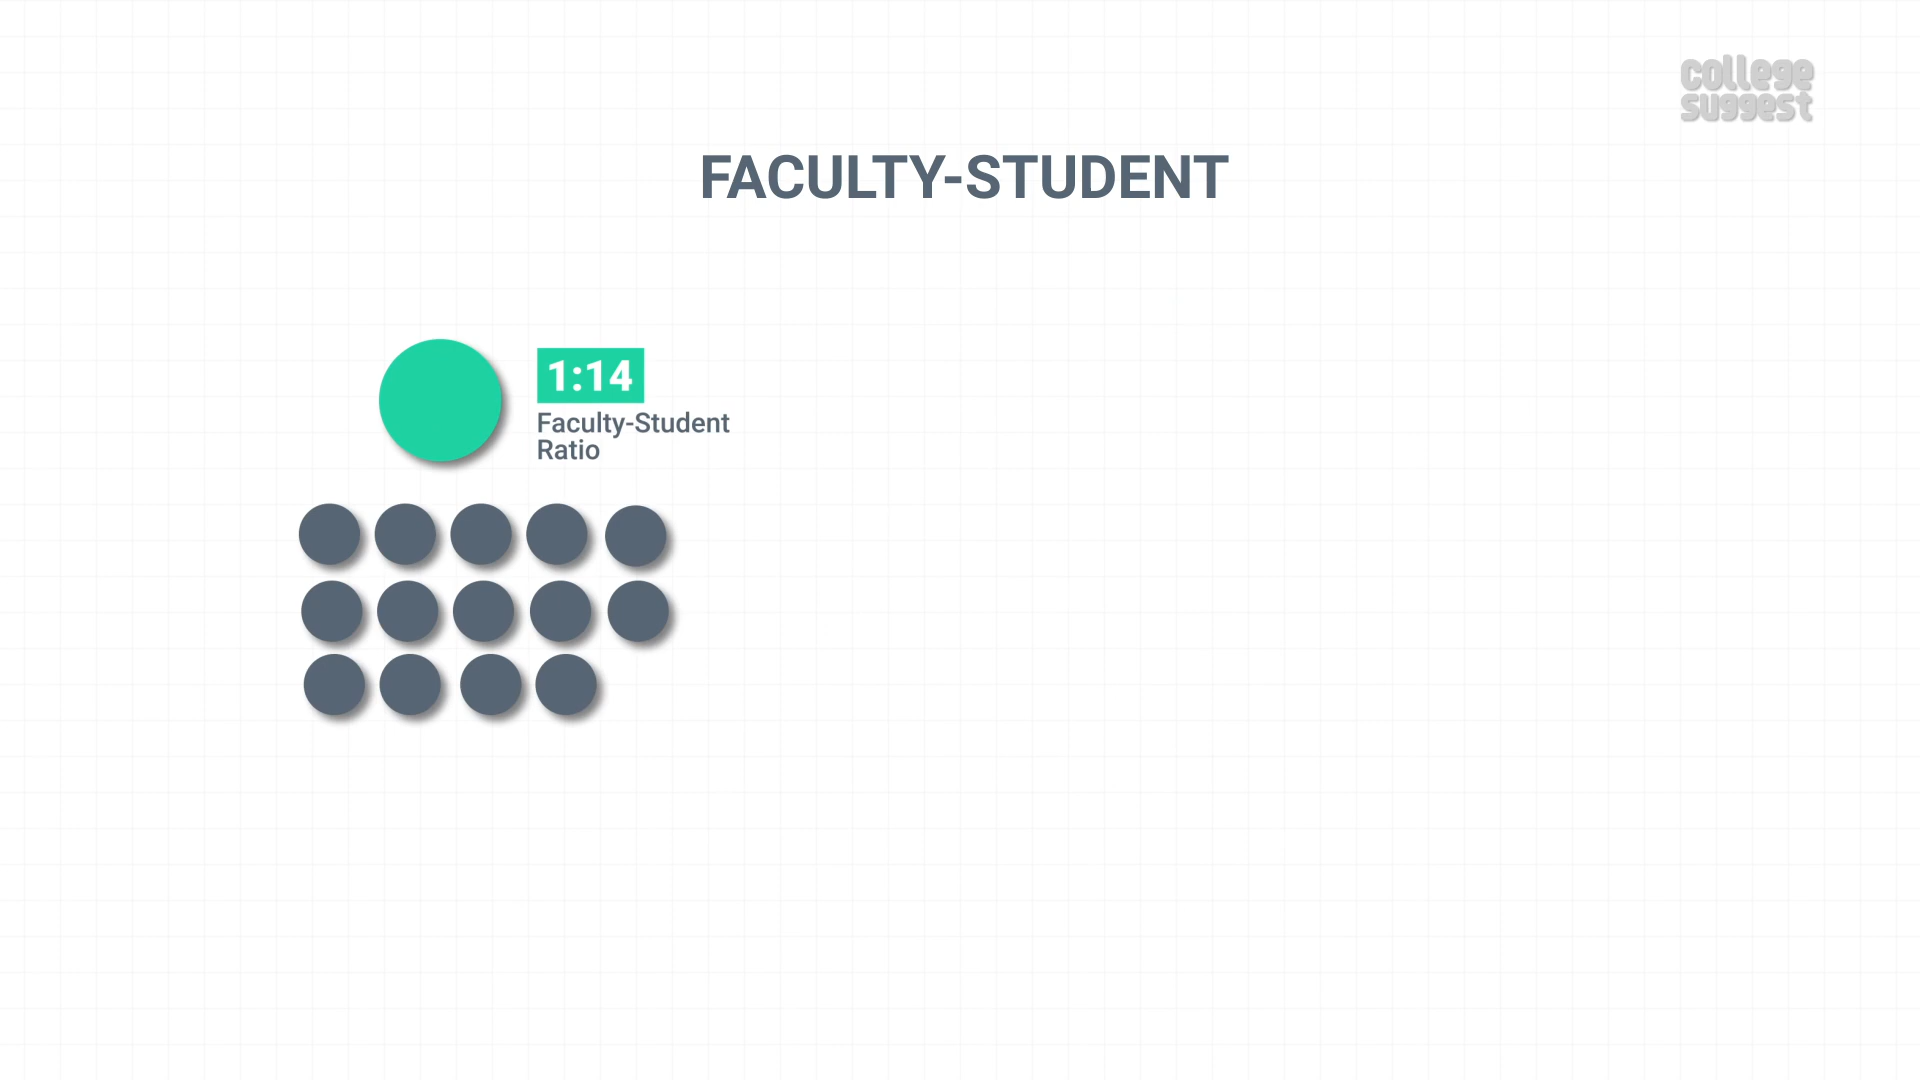 college
suggest
FACULTY-STUDENT
1:14
Faculty-Student
Ratio